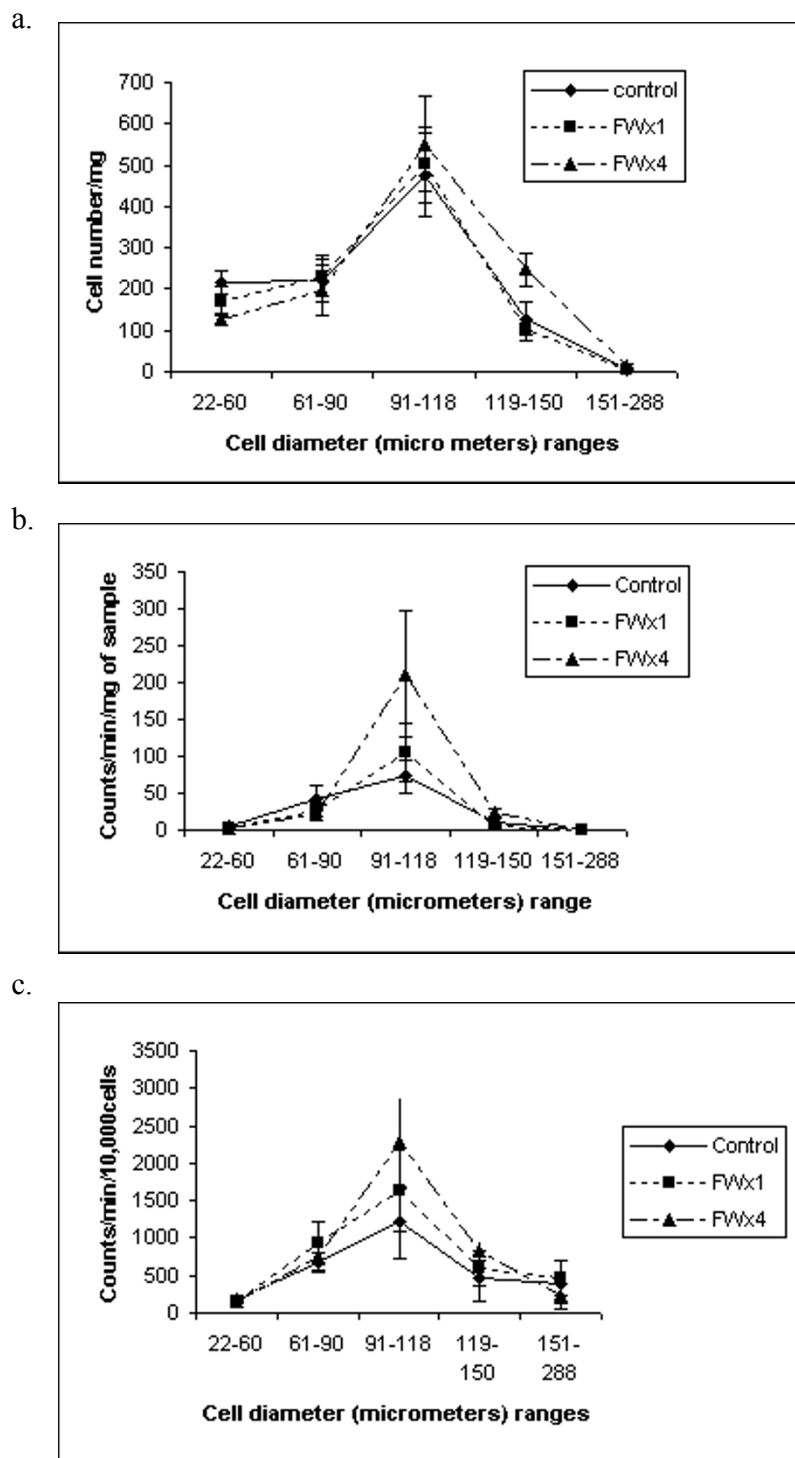 a.
700
600
500
400
300
200
100
0
Cell number/mg
22-60 61-90 91-118 119-150 151-288
Cell diameter (micro meters) ranges
control
FWx1
FWx4
b.
350
300
250
200
150
100
50
0
Counts/min/mg of sample
22-60 61-90 91-118 119-150 151-288
Cell diameter (micrometers) range
Control
FWx1
FWx4
c.
3500
3000
2500
2000
1500
1000
500
0
Counts/min/10,000cells
22-60 61-90 91-118 119- 151-
150 288
Cell diameter (micrometers) ranges
Control
FWx1
FWx4